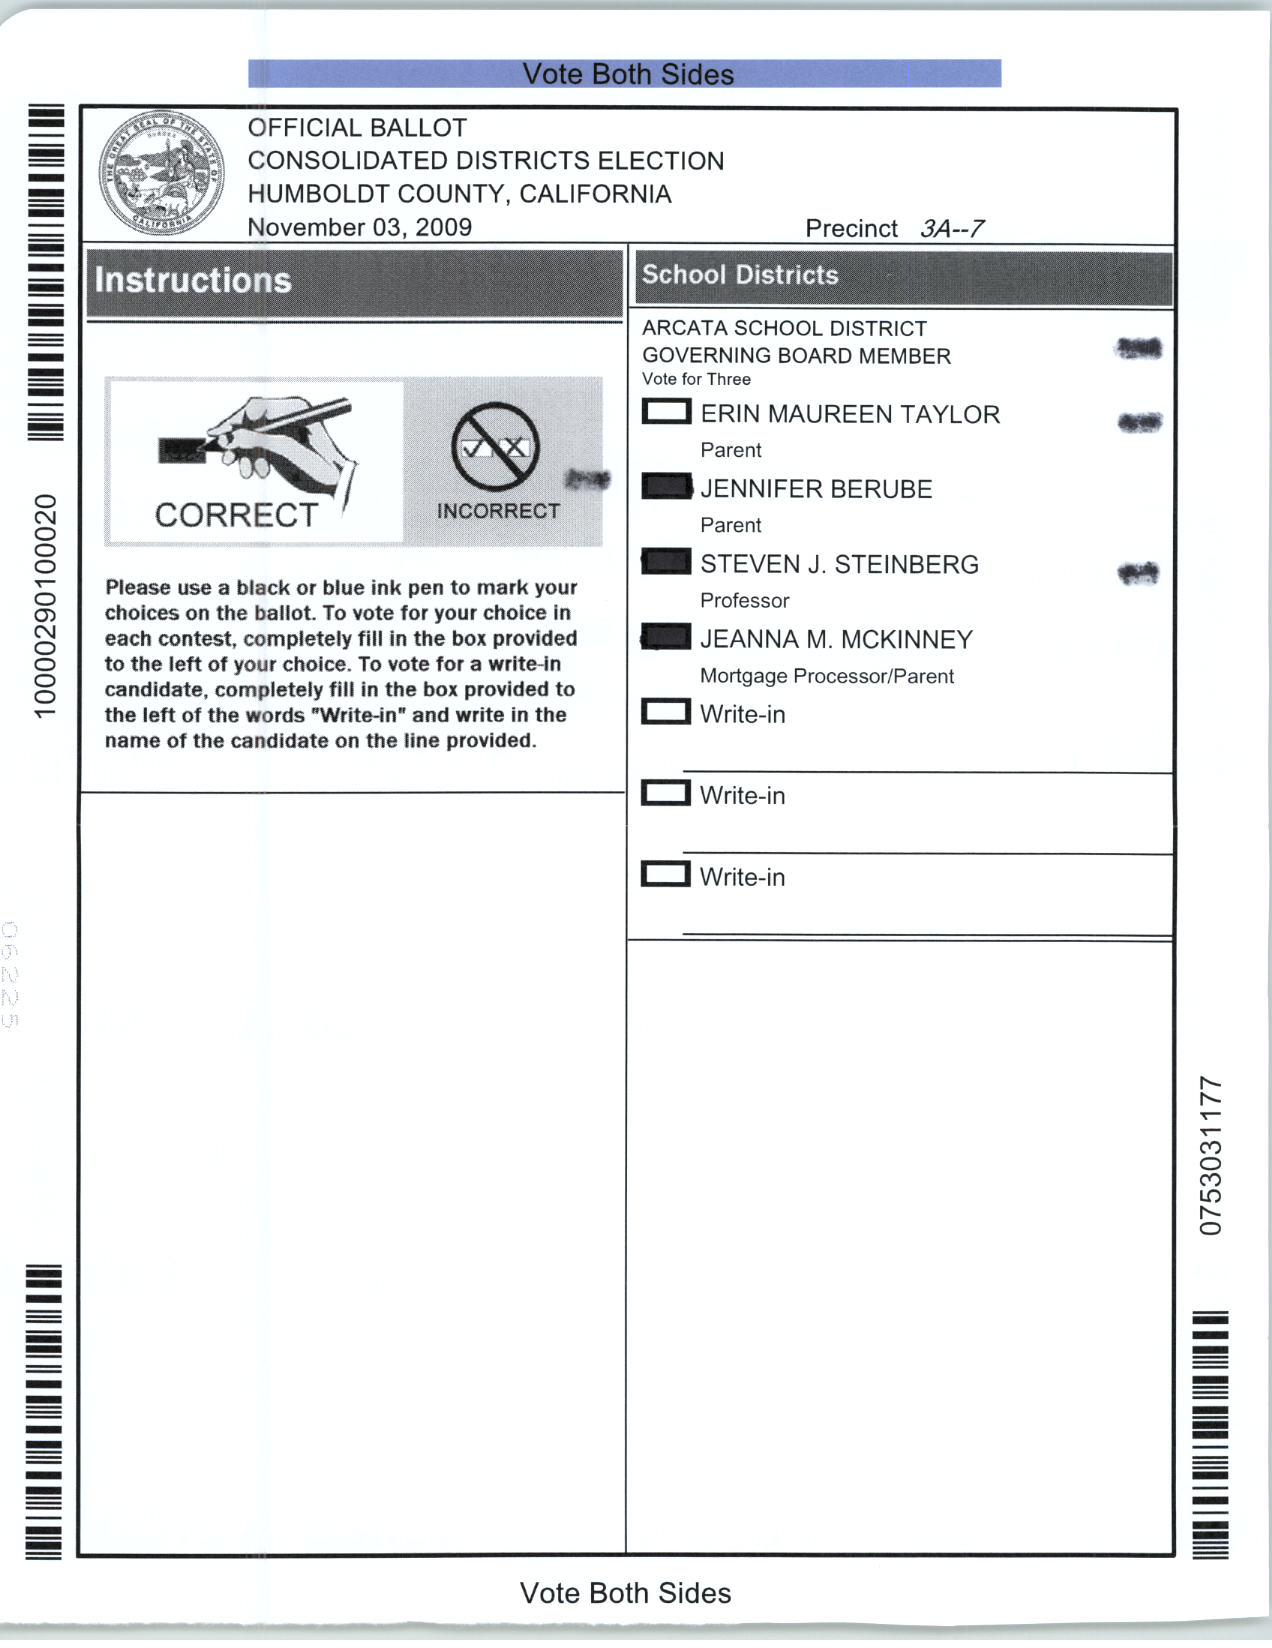 Vote Both Sides
OFFICIAL BALLOT
CONSOLIDATED DISTRICTS ELECTION
HUMBOLDT COUNTY, CALIFORNIA
November 03, 2009
Precinct 3A--7
THE GREAT SEAL OF THE STATE OF CALIFORNIA
EUREKA
Instructions
CORRECT
INCORRECT
Please use a black or blue ink pen to mark your
choices on the ballot. To vote for your choice in
each contest, completely fill in the box provided
to the left of your choice. To vote for a write-in
candidate, completely fill in the box provided to
the left of the words "Write-in" and write in the
name of the candidate on the line provided.
School Districts
ARCATA SCHOOL DISTRICT
GOVERNING BOARD MEMBER
Vote for Three
ERIN MAUREEN TAYLOR
Parent
JENNIFER BERUBE
Parent
STEVEN J. STEINBERG
Professor
JEANNA M. MCKINNEY
Mortgage Processor/Parent
Write-in
Write-in
Write-in
10000290100020
06225
0753031177
Vote Both Sides